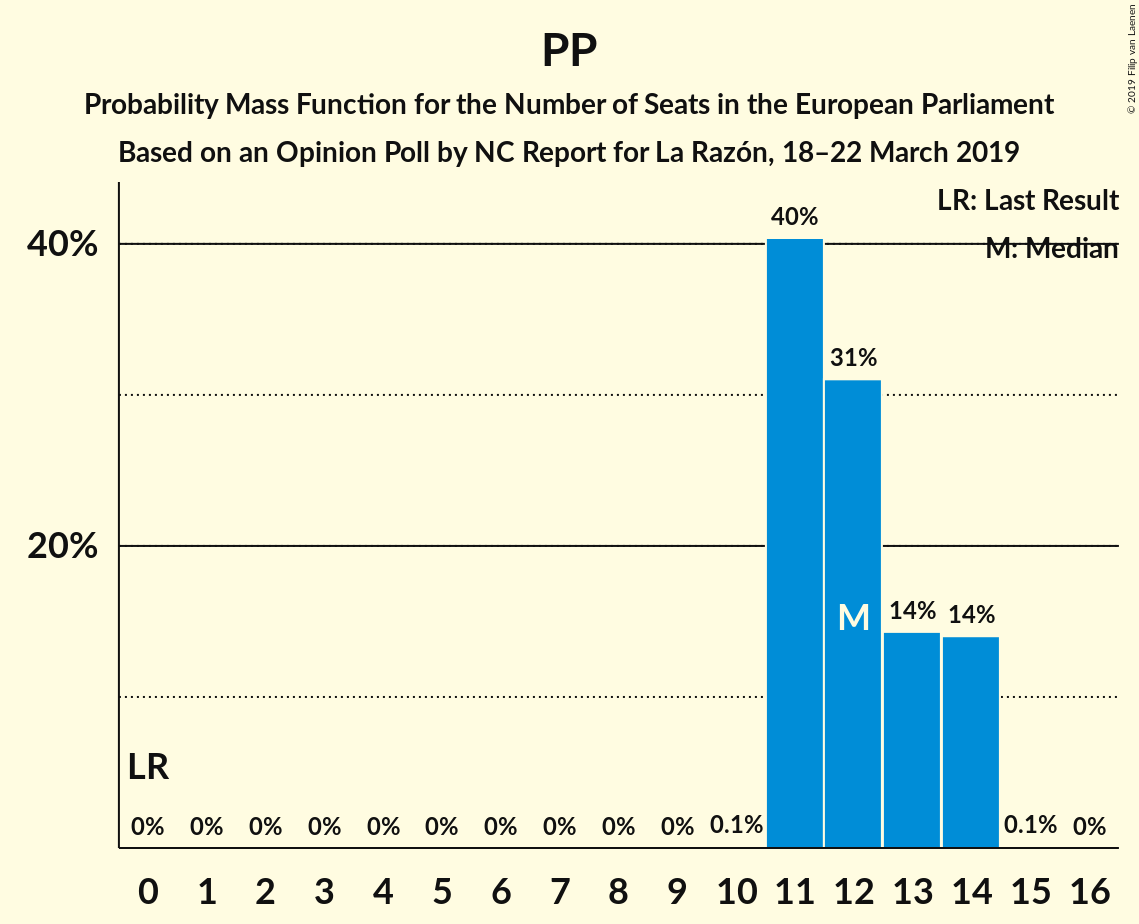 PP
Probability Mass Function for the Number of Seats in the European Parliament
Based on an Opinion Poll by NC Report for La Razón, 18–22 March 2019
© 2019 Filip van Laenen
LR: Last Result
M: Median
40%
20%
40%
31%
14%
14%
M
LR
0% 0% 0% 0% 0% 0% 0% 0% 0% 0% 0.1% 0.1% 0%
0 1 2 3 4 5 6 7 8 9 10 11 12 13 14 15 16